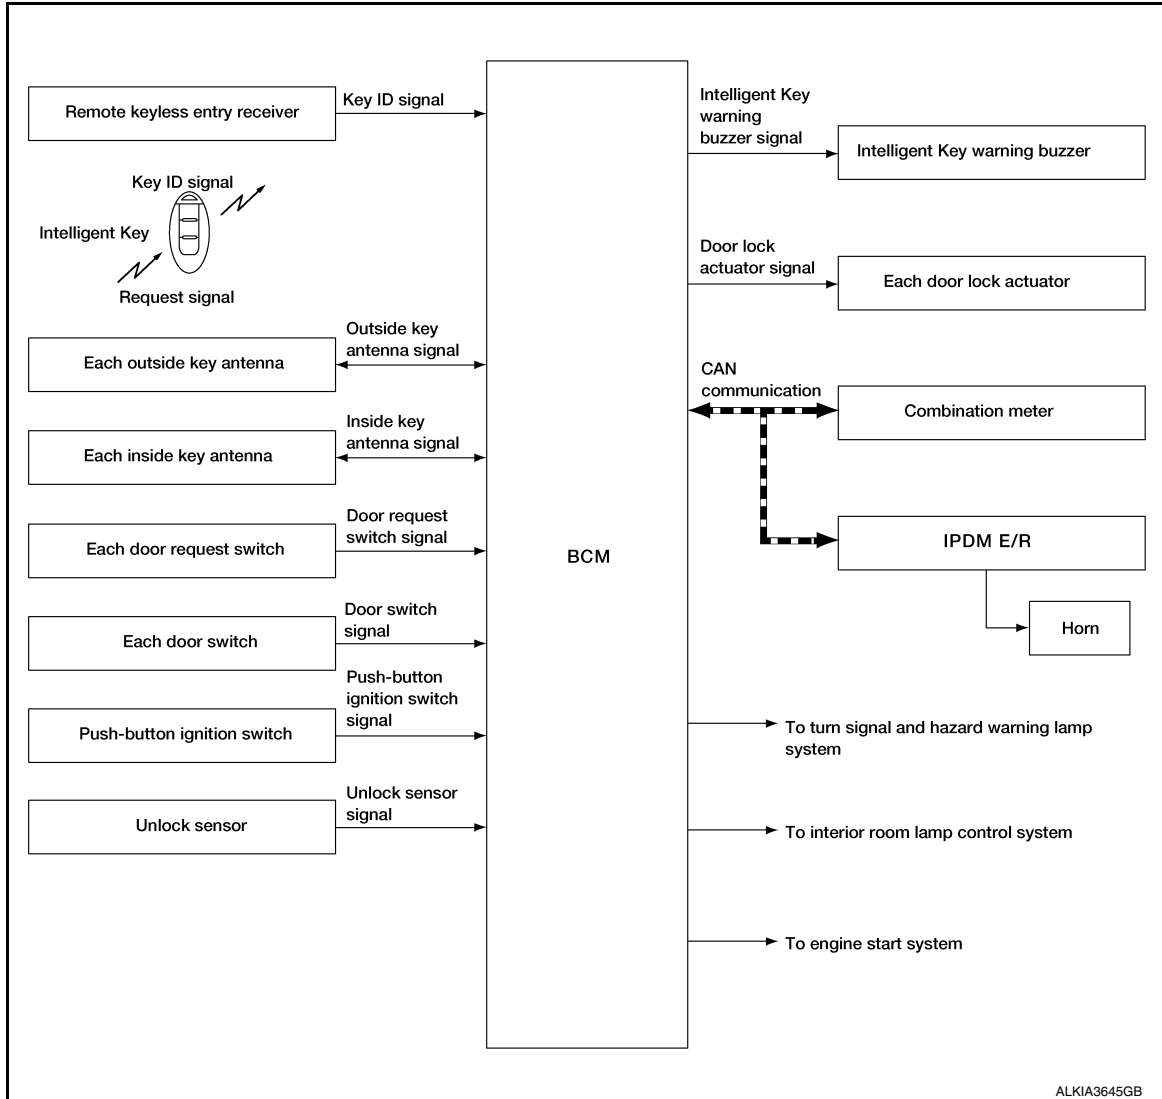 Remote keyless entry receiver
Key ID signal
Key ID signal
Intelligent Key
Request signal
Each outside key antenna
Outside key
antenna signal
Each inside key antenna
Inside key
antenna signal
Each door request switch
Door request
switch signal
Each door switch
Door switch
signal
Push-button ignition switch
Push-button
ignition switch
signal
Unlock sensor
Unlock sensor
signal
BCM
Intelligent Key
warning
buzzer signal
Intelligent Key warning buzzer
Door lock
actuator signal
Each door lock actuator
CAN
communication
Combination meter
IPDM E/R
Horn
To turn signal and hazard warning lamp
system
To interior room lamp control system
To engine start system
ALKIA3645GB